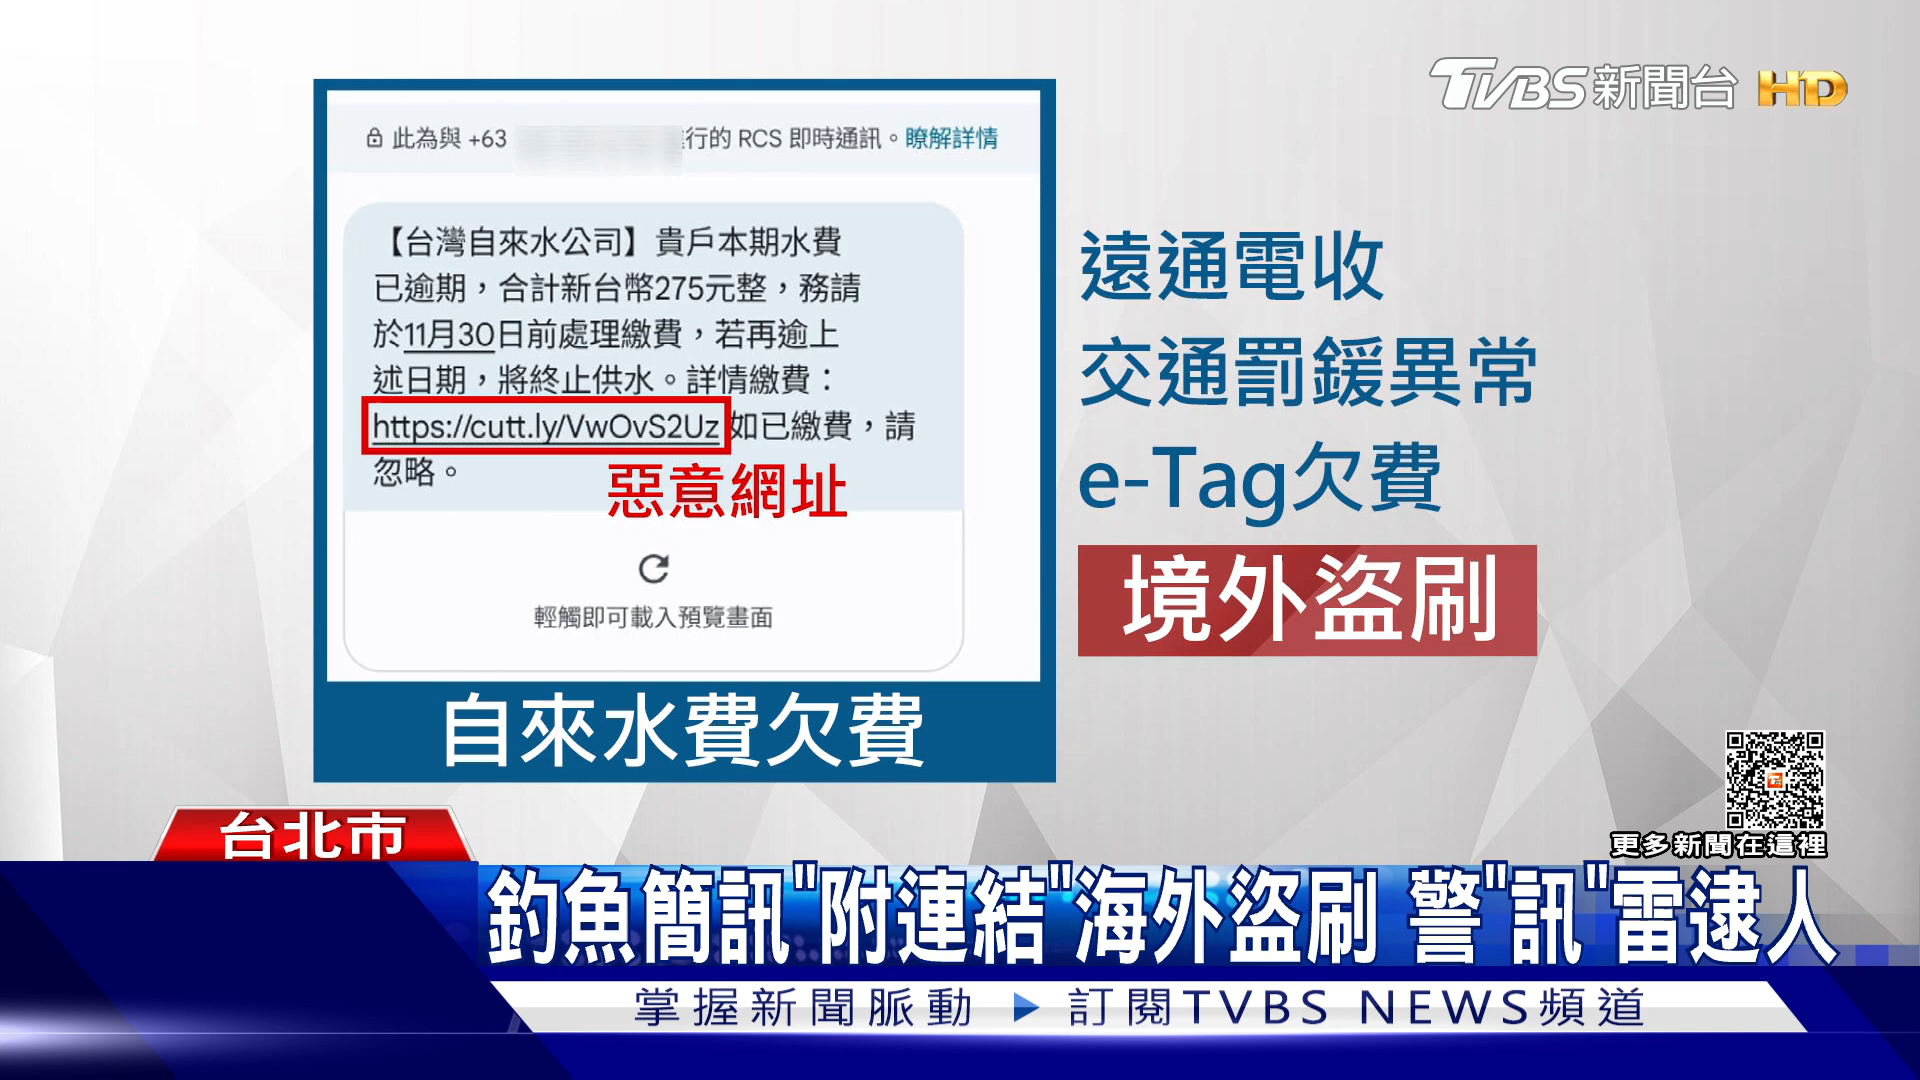 TVBS新聞台 HD
此為與 +63 行的 RCS 即時通訊。瞭解詳情
【台灣自來水公司】貴戶本期水費
已逾期，合計新台幣275元整，務請
於11月30日前處理繳費，若再逾上
述日期，將終止供水。詳情繳費：
https://cutt.ly/VwOvS2Uz 如已繳費，請
忽略。
惡意網址
輕觸即可載入預覽畫面
自來水費欠費
遠通電收
交通罰鍰異常
e-Tag欠費
境外盜刷
更多新聞在這裡
台北市
釣魚簡訊"附連結"海外盜刷 警"訊"雷逮人
掌握新聞脈動 ▶ 訂閱TVBS NEWS頻道